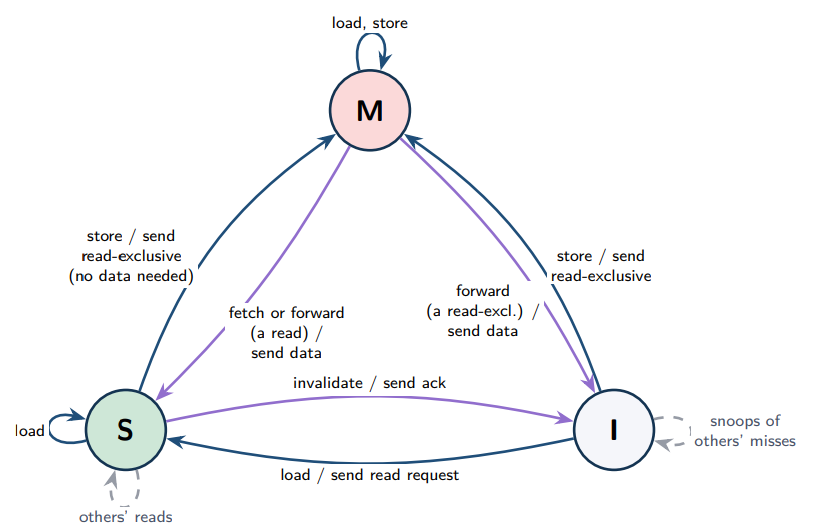 load, store
M
store / send
read-exclusive
(no data needed)
store / send
read-exclusive
forward
(a read-excl.) /
send data
fetch or forward
(a read) /
send data
invalidate / send ack
load
S
I
snoops of
others' misses
load / send read request
others' reads